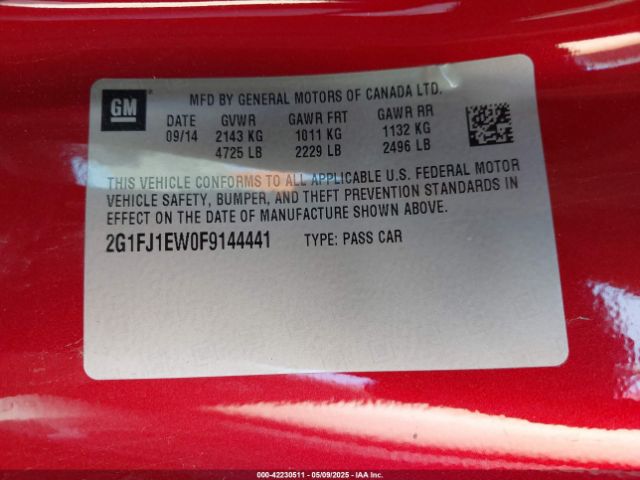 GM
MFD BY GENERAL MOTORS OF CANADA LTD.
DATE GVWR GAWR FRT GAWR RR
09/14 2143 KG 1011 KG 1132 KG
4725 LB 2229 LB 2496 LB
THIS VEHICLE CONFORMS TO ALL APPLICABLE U.S. FEDERAL MOTOR
VEHICLE SAFETY, BUMPER, AND THEFT PREVENTION STANDARDS IN
EFFECT ON THE DATE OF MANUFACTURE SHOWN ABOVE.
2G1FJ1EW0F9144441 TYPE: PASS CAR
000-42230511 - 05/09/2025 - IAAI, Inc.